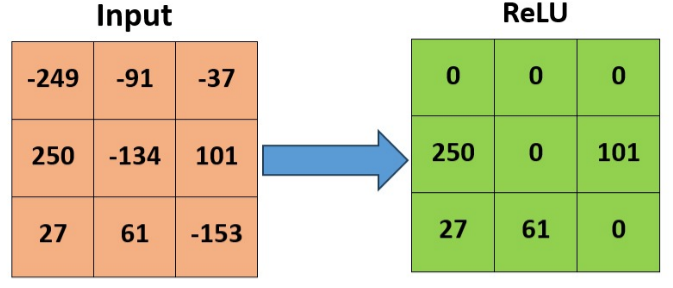 Input
ReLU
-249 -91 -37
250 -134 101
27 61 -153
0 0 0
250 0 101
27 61 0